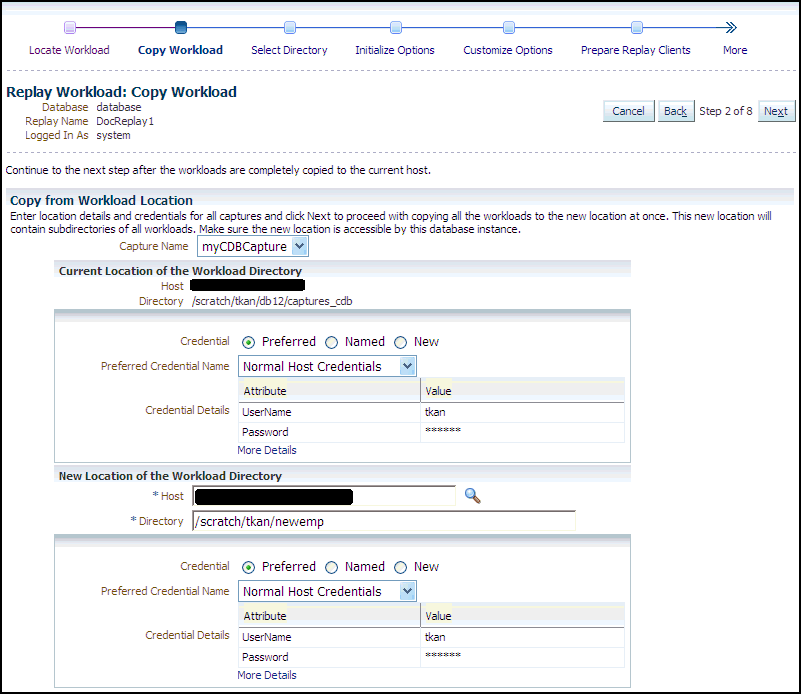 Locate Workload Copy Workload Select Directory Initialize Options Customize Options Prepare Replay Clients More
Replay Workload: Copy Workload
Database database
Replay Name DocReplay1
Logged In As system
Cancel Back Step 2 of 8 Next
Continue to the next step after the workloads are completely copied to the current host.
Copy from Workload Location
Enter location details and credentials for all captures and click Next to proceed with copying all the workloads to the new location at once. This new location will
contain subdirectories of all workloads. Make sure the new location is accessible by this database instance.
Capture Name myCDBCapture
Current Location of the Workload Directory
Host
Directory /scratch/tkan/db12/captures_cdb
Credential Preferred Named New
Preferred Credential Name Normal Host Credentials
Attribute Value
Credential Details UserName tkan
Password ******
More Details
New Location of the Workload Directory
* Host
* Directory /scratch/tkan/newemp
Credential Preferred Named New
Preferred Credential Name Normal Host Credentials
Attribute Value
Credential Details UserName tkan
Password ******
More Details